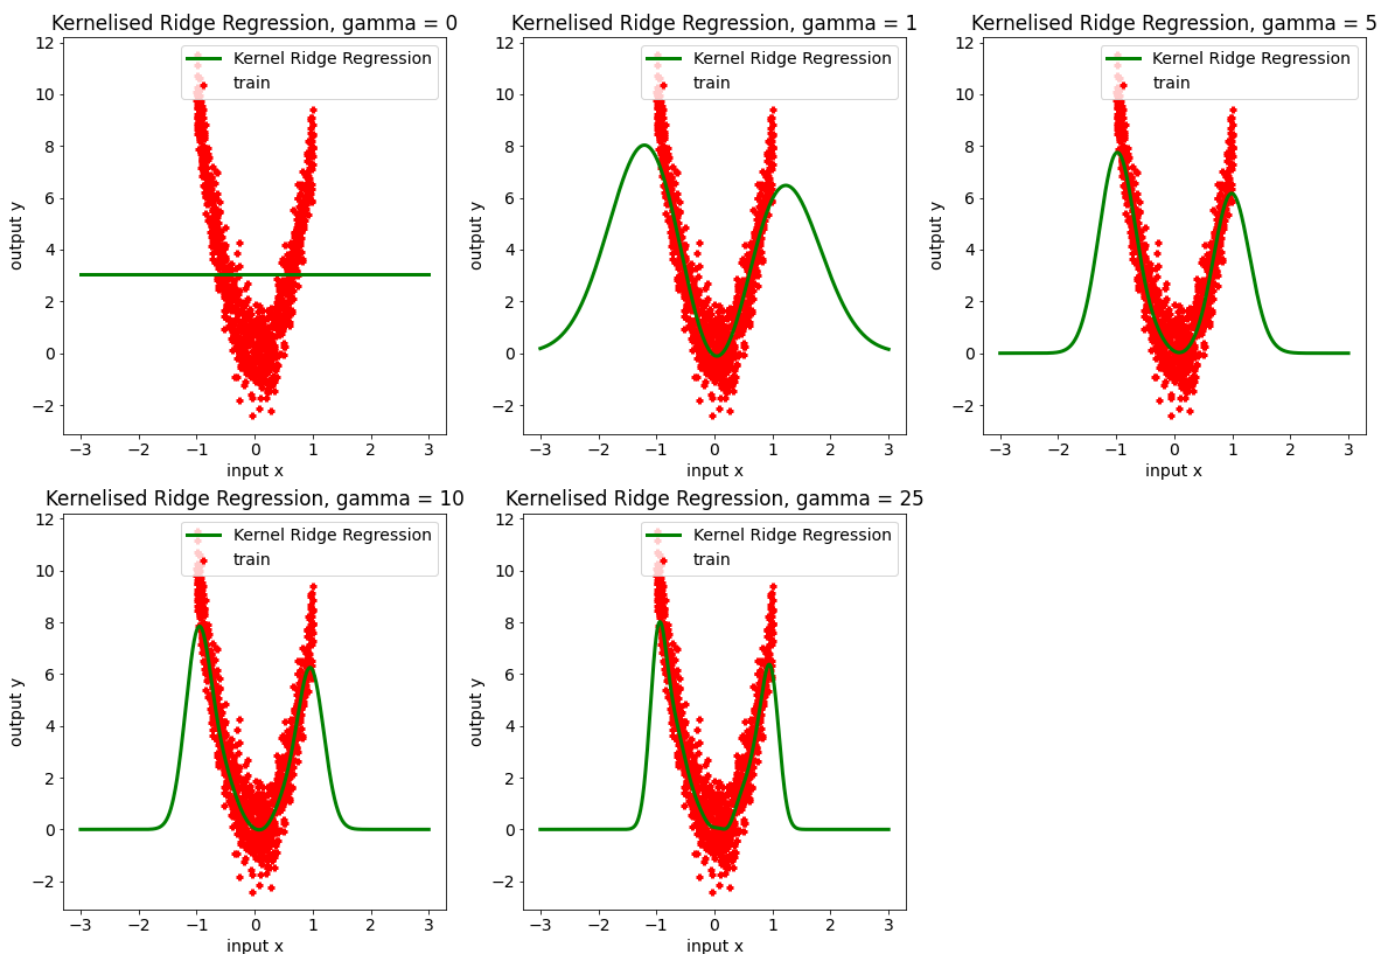 Kernelised Ridge Regression, gamma = 0
Kernel Ridge Regression
train
12
10
8
6
4
2
0
−2
output y
−3 −2 −1 0 1 2 3
input x
Kernelised Ridge Regression, gamma = 1
Kernel Ridge Regression
train
12
10
8
6
4
2
0
−2
output y
−3 −2 −1 0 1 2 3
input x
Kernelised Ridge Regression, gamma = 5
Kernel Ridge Regression
train
12
10
8
6
4
2
0
−2
output y
−3 −2 −1 0 1 2 3
input x
Kernelised Ridge Regression, gamma = 10
Kernel Ridge Regression
train
12
10
8
6
4
2
0
−2
output y
−3 −2 −1 0 1 2 3
input x
Kernelised Ridge Regression, gamma = 25
Kernel Ridge Regression
train
12
10
8
6
4
2
0
−2
output y
−3 −2 −1 0 1 2 3
input x